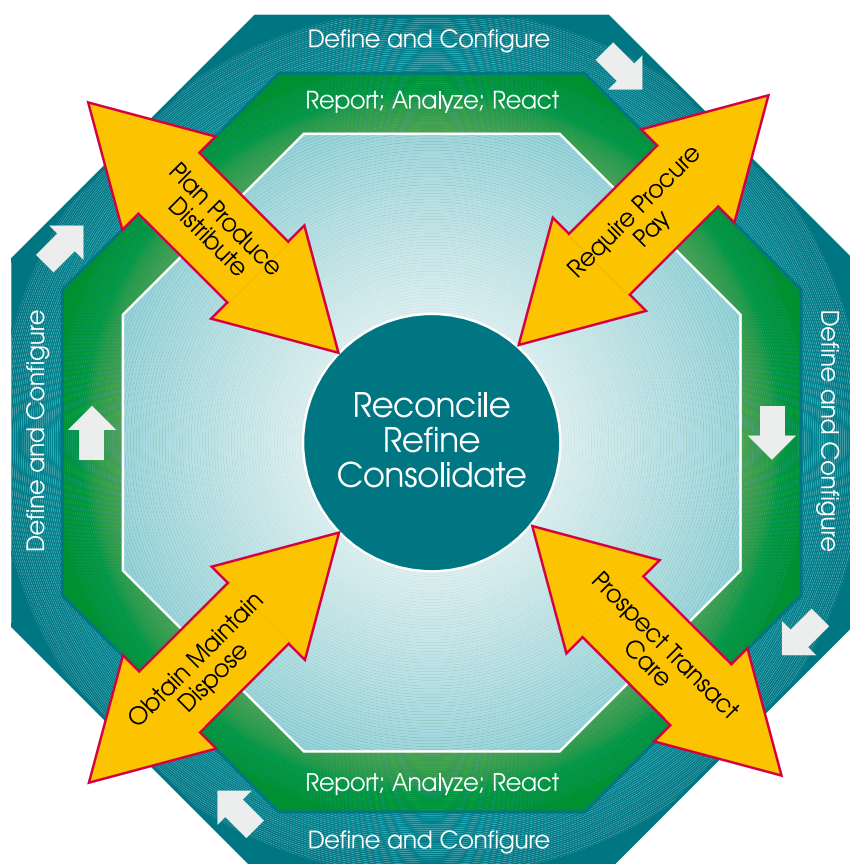 Define and Configure
Report; Analyze; React
Plan Produce
Distribute
Require Procure
Pay
Define and Configure
Reconcile
Refine
Consolidate
Define and Configure
Obtain Maintain
Dispose
Prospect Transact
Care
Report; Analyze; React
Define and Configure